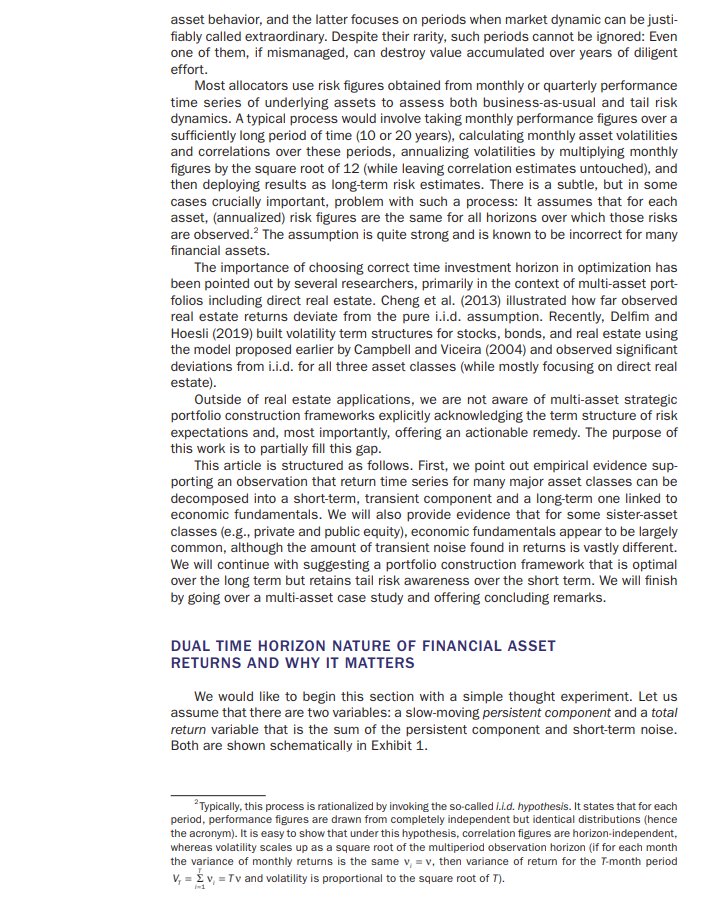 asset behavior, and the latter focuses on periods when market dynamic can be justi-
fiably called extraordinary. Despite their rarity, such periods cannot be ignored: Even
one of them, if mismanaged, can destroy value accumulated over years of diligent
effort.
Most allocators use risk figures obtained from monthly or quarterly performance
time series of underlying assets to assess both business-as-usual and tail risk
dynamics. A typical process would involve taking monthly performance figures over a
sufficiently long period of time (10 or 20 years), calculating monthly asset volatilities
and correlations over these periods, annualizing volatilities by multiplying monthly
figures by the square root of 12 (while leaving correlation estimates untouched), and
then deploying results as long-term risk estimates. There is a subtle, but in some
cases crucially important, problem with such a process: It assumes that for each
asset, (annualized) risk figures are the same for all horizons over which those risks
are observed.² The assumption is quite strong and is known to be incorrect for many
financial assets.
The importance of choosing correct time investment horizon in optimization has
been pointed out by several researchers, primarily in the context of multi-asset port-
folios including direct real estate. Cheng et al. (2013) illustrated how far observed
real estate returns deviate from the pure i.i.d. assumption. Recently, Delfim and
Hoesli (2019) built volatility term structures for stocks, bonds, and real estate using
the model proposed earlier by Campbell and Viceira (2004) and observed significant
deviations from i.i.d. for all three asset classes (while mostly focusing on direct real
estate).
Outside of real estate applications, we are not aware of multi-asset strategic
portfolio construction frameworks explicitly acknowledging the term structure of risk
expectations and, most importantly, offering an actionable remedy. The purpose of
this work is to partially fill this gap.
This article is structured as follows. First, we point out empirical evidence sup-
porting an observation that return time series for many major asset classes can be
decomposed into a short-term, transient component and a long-term one linked to
economic fundamentals. We will also provide evidence that for some sister-asset
classes (e.g., private and public equity), economic fundamentals appear to be largely
common, although the amount of transient noise found in returns is vastly different.
We will continue with suggesting a portfolio construction framework that is optimal
over the long term but retains tail risk awareness over the short term. We will finish
by going over a multi-asset case study and offering concluding remarks.
DUAL TIME HORIZON NATURE OF FINANCIAL ASSET
RETURNS AND WHY IT MATTERS
We would like to begin this section with a simple thought experiment. Let us
assume that there are two variables: a slow-moving persistent component and a total
return variable that is the sum of the persistent component and short-term noise.
Both are shown schematically in Exhibit 1.
²Typically, this process is rationalized by invoking the so-called i.i.d. hypothesis. It states that for each
period, performance figures are drawn from completely independent but identical distributions (hence
the acronym). It is easy to show that under this hypothesis, correlation figures are horizon-independent,
whereas volatility scales up as a square root of the multiperiod observation horizon (if for each month
the variance of monthly returns is the same νᵢ = ν, then variance of return for the T-month period
V_T = Σ_{i=1}^{T} νᵢ = Tν and volatility is proportional to the square root of T).